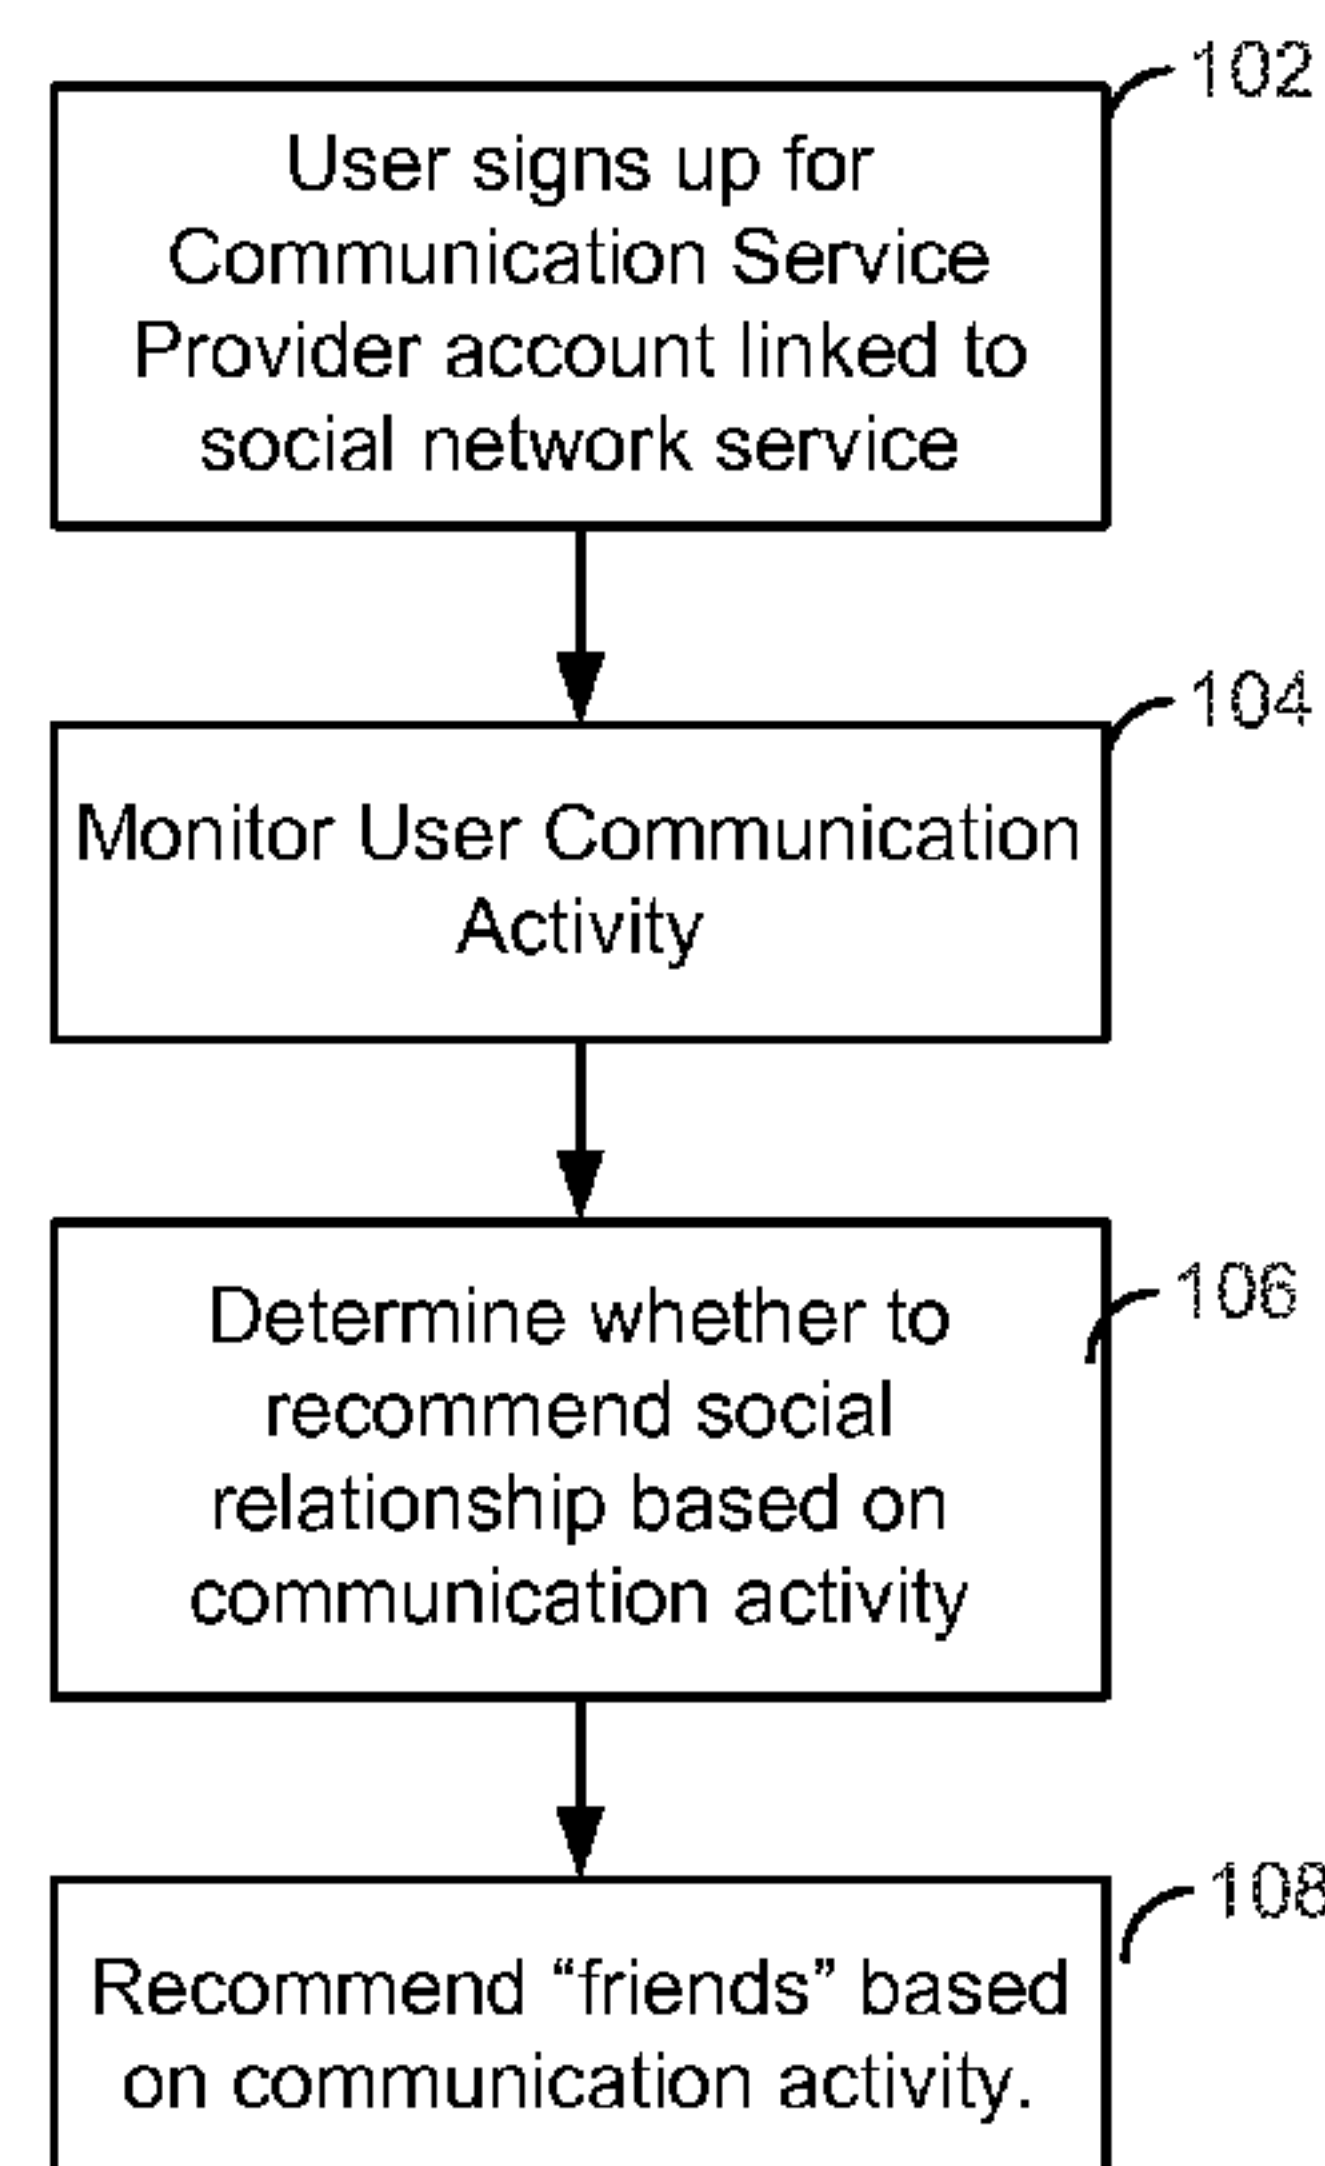 102
User signs up for
Communication Service
Provider account linked to
social network service
104
Monitor User Communication
Activity
106
Determine whether to
recommend social
relationship based on
communication activity
108
Recommend “friends” based
on communication activity.